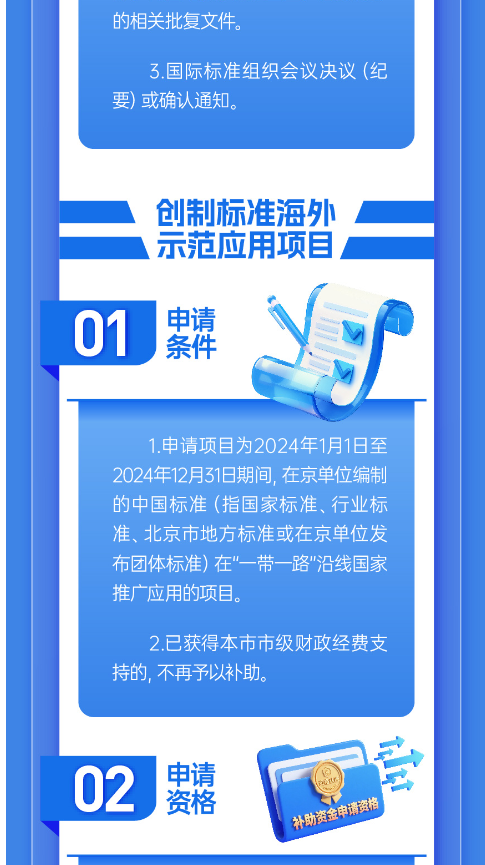 的相关批复文件。
3.国际标准组织会议决议（纪
要）或确认通知。
创制标准海外
示范应用项目
01
申请
条件
1.申请项目为2024年1月1日至
2024年12月31日期间，在京单位编制
的中国标准（指国家标准、行业标
准、北京市地方标准或在京单位发
布团体标准）在“一带一路”沿线国家
推广应用的项目。
2.已获得本市市级财政经费支
持的，不再予以补助。
02
申请
资格
补助资金申请资格